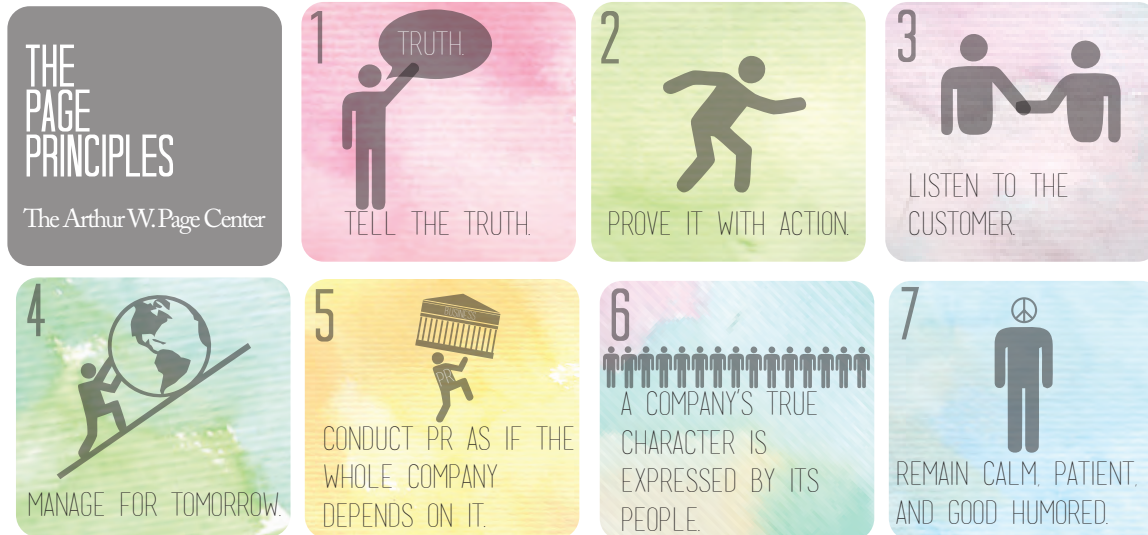 THE
PAGE
PRINCIPLES
The Arthur W. Page Center
1
TRUTH.
TELL THE TRUTH.
2
PROVE IT WITH ACTION.
3
LISTEN TO THE
CUSTOMER.
4
MANAGE FOR TOMORROW.
5
BUSINESS
PR
CONDUCT PR AS IF THE
WHOLE COMPANY
DEPENDS ON IT.
6
A COMPANY'S TRUE
CHARACTER IS
EXPRESSED BY ITS
PEOPLE.
7
REMAIN CALM, PATIENT,
AND GOOD HUMORED.